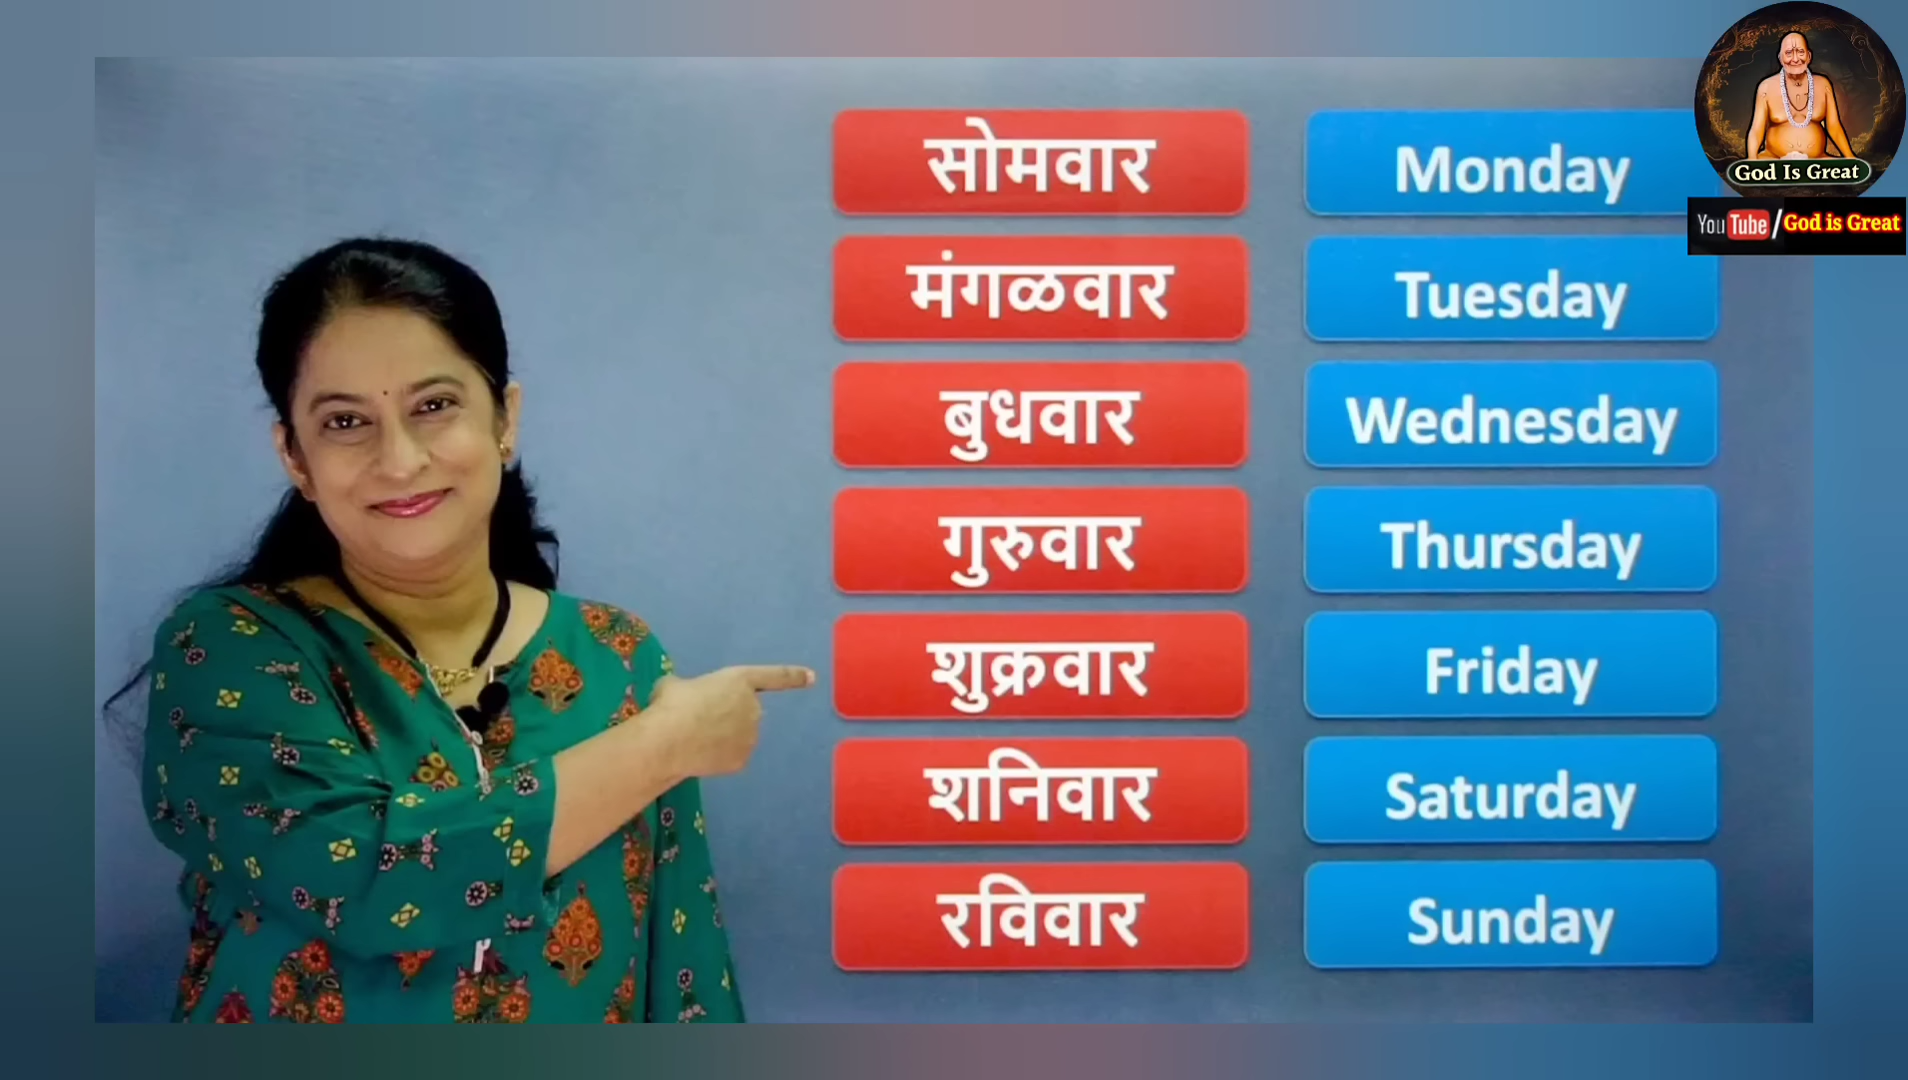 सोमवार Monday
मंगळवार Tuesday
बुधवार Wednesday
गुरुवार Thursday
शुक्रवार Friday
शनिवार Saturday
रविवार Sunday
God Is Great
YouTube/God is Great